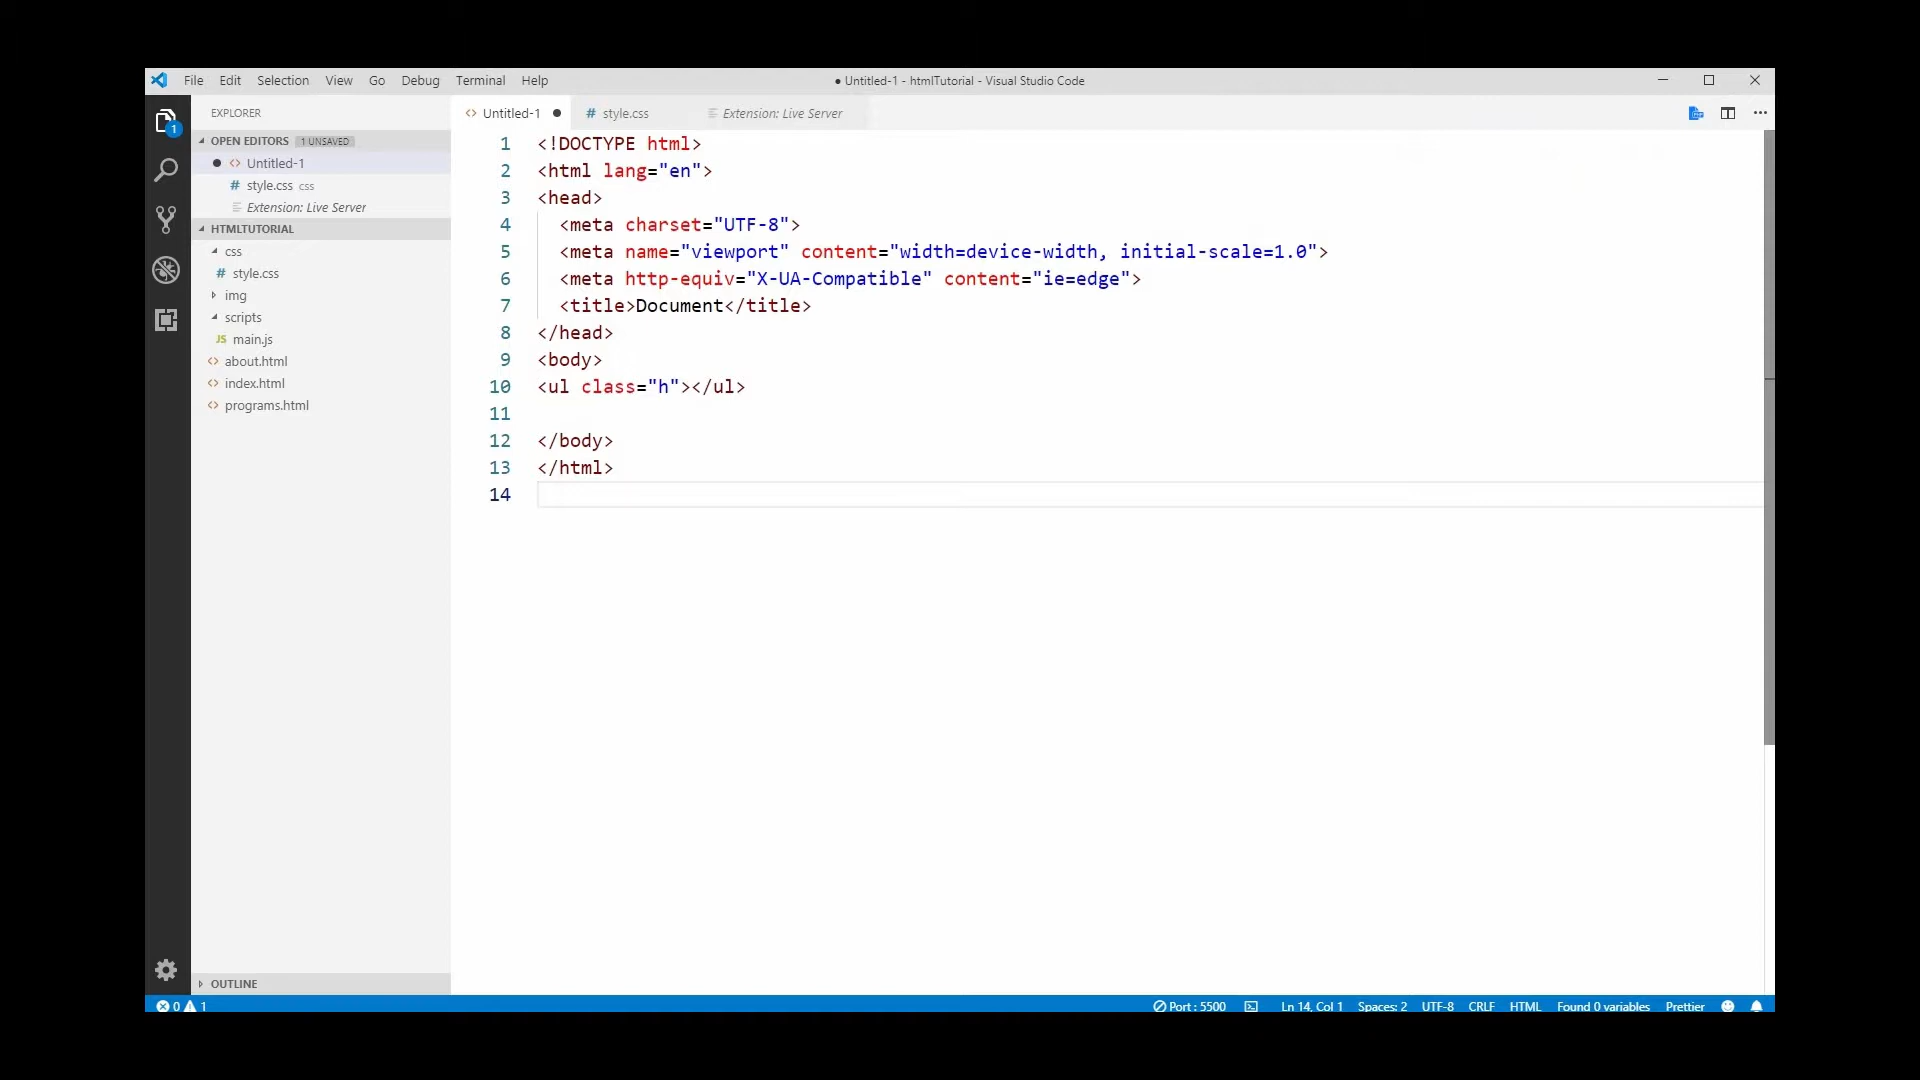 File Edit Selection View Go Debug Terminal Help
● Untitled-1 - htmlTutorial - Visual Studio Code
EXPLORER
OPEN EDITORS 1 UNSAVED
Untitled-1
style.css css
Extension: Live Server
HTMLTUTORIAL
css
style.css
img
scripts
JS main.js
about.html
index.html
programs.html
OUTLINE
1
Untitled-1 style.css Extension: Live Server
1 <!DOCTYPE html>
2 <html lang="en">
3 <head>
4 <meta charset="UTF-8">
5 <meta name="viewport" content="width=device-width, initial-scale=1.0">
6 <meta http-equiv="X-UA-Compatible" content="ie=edge">
7 <title>Document</title>
8 </head>
9 <body>
10 <ul class="h"></ul>
11
12 </body>
13 </html>
14
0 1 Port : 5500 Ln 14, Col 1 Spaces: 2 UTF-8 CRLF HTML Found 0 variables Prettier